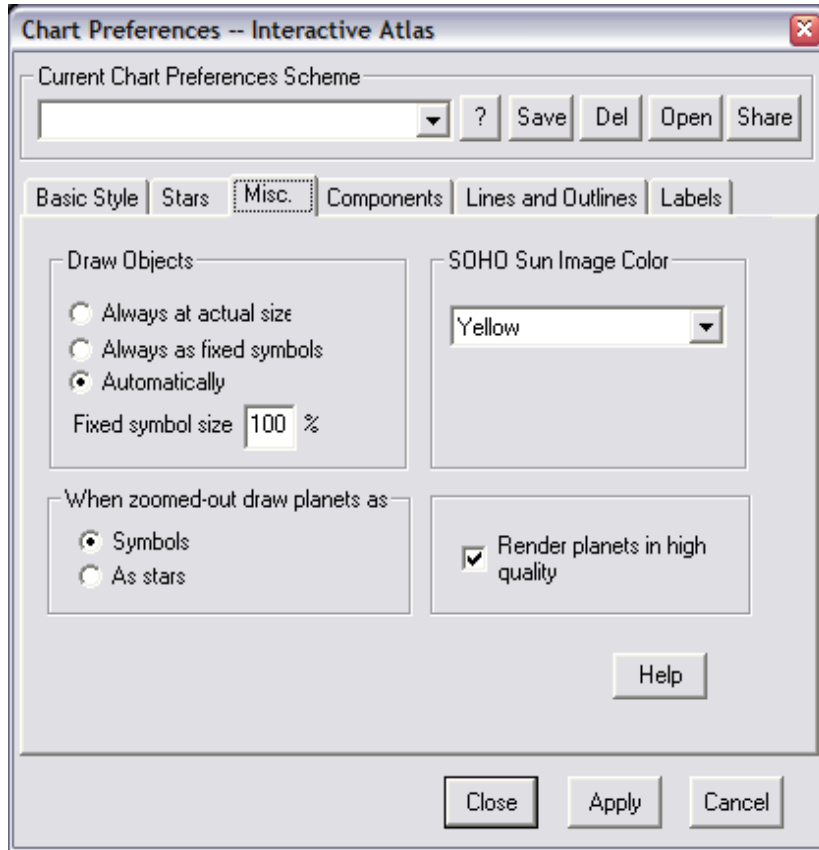 Chart Preferences -- Interactive Atlas
Current Chart Preferences Scheme
? Save Del Open Share
Basic Style Stars Misc. Components Lines and Outlines Labels
Draw Objects
Always at actual size
Always as fixed symbols
Automatically
Fixed symbol size 100 %
SOHO Sun Image Color
Yellow
When zoomed-out draw planets as
Symbols
As stars
Render planets in high
quality
Help
Close Apply Cancel